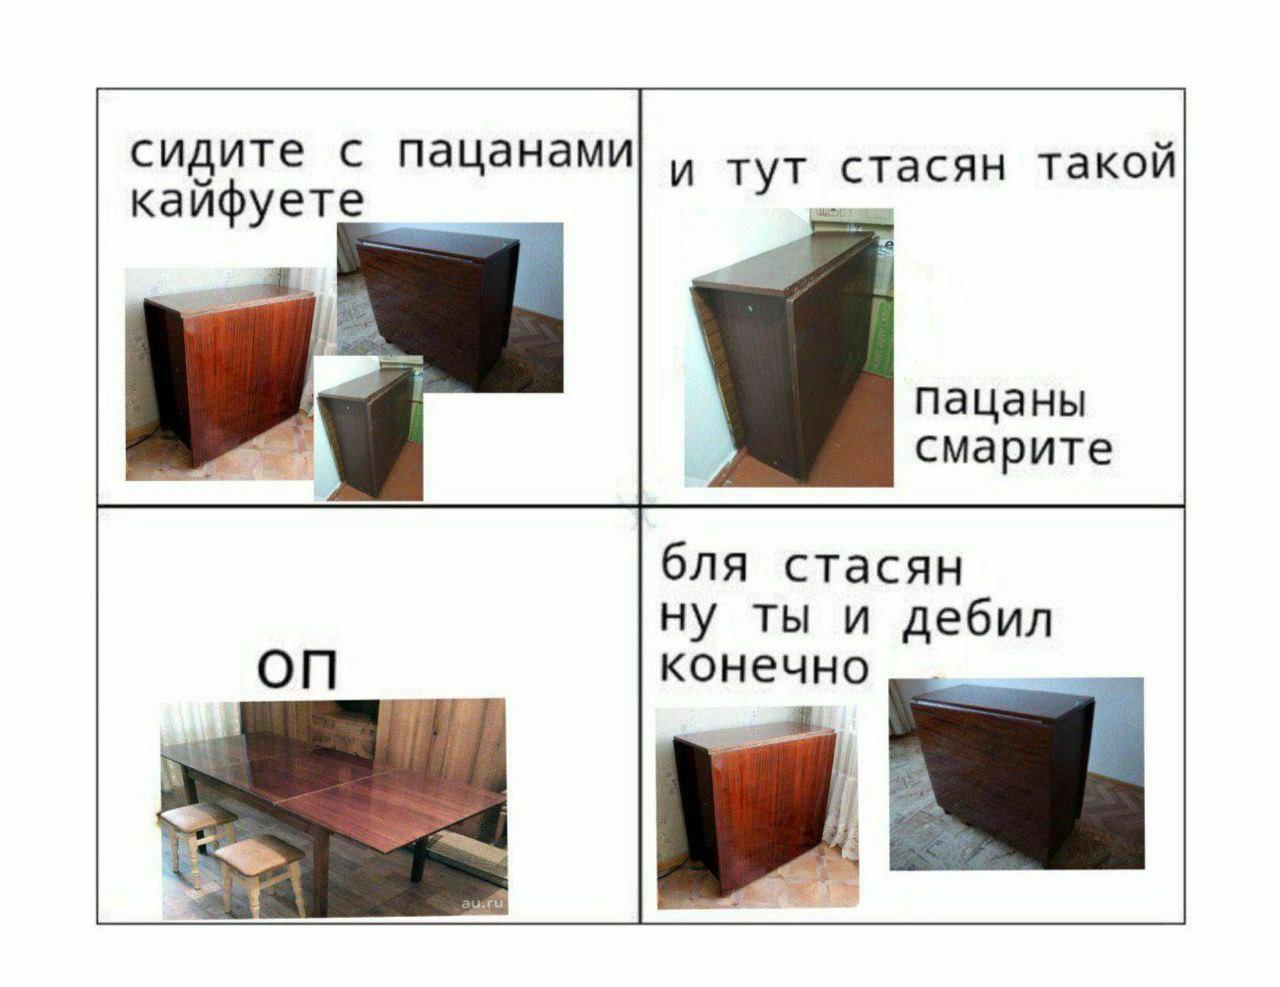 сидите с пацанами
кайфуете
и тут стасян такой
пацаны
смарите
оп
au.ru
бля стасян
ну ты и дебил
конечно